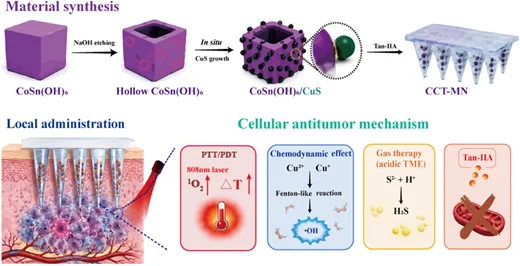 Material synthesis
NaOH etching
In situ
CuS growth
Tan-IIA
CoSn(OH)₆
Hollow CoSn(OH)₆
CoSn(OH)₆/CuS
CCT-MN
Local administration
Cellular antitumor mechanism
PTT/PDT
808nm laser
¹O₂ ↑ △T ↑
Chemodynamic effect
Cu²⁺ Cu⁺
Fenton-like reaction
•OH
Gas therapy
(acidic TME)
S²⁻ + H⁺
H₂S
Tan-IIA